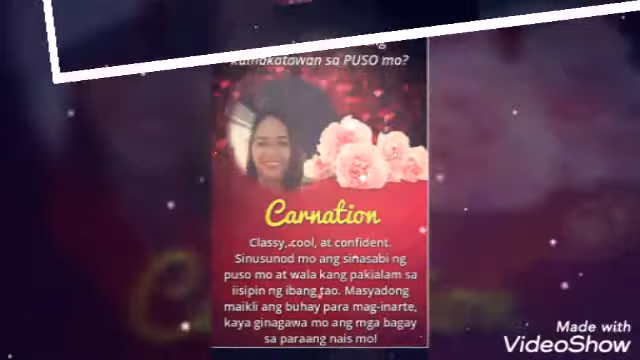 kumakatawan sa PUSO mo?
Carnation
Classy, cool, at confident.
Sinusunod mo ang sinasabi ng
puso mo at wala kang pakialam sa
iisipin ng ibang tao. Masyadong
maikli ang buhay para mag-inarte,
kaya ginagawa mo ang mga bagay
sa paraang nais mo!
Made with
VideoShow